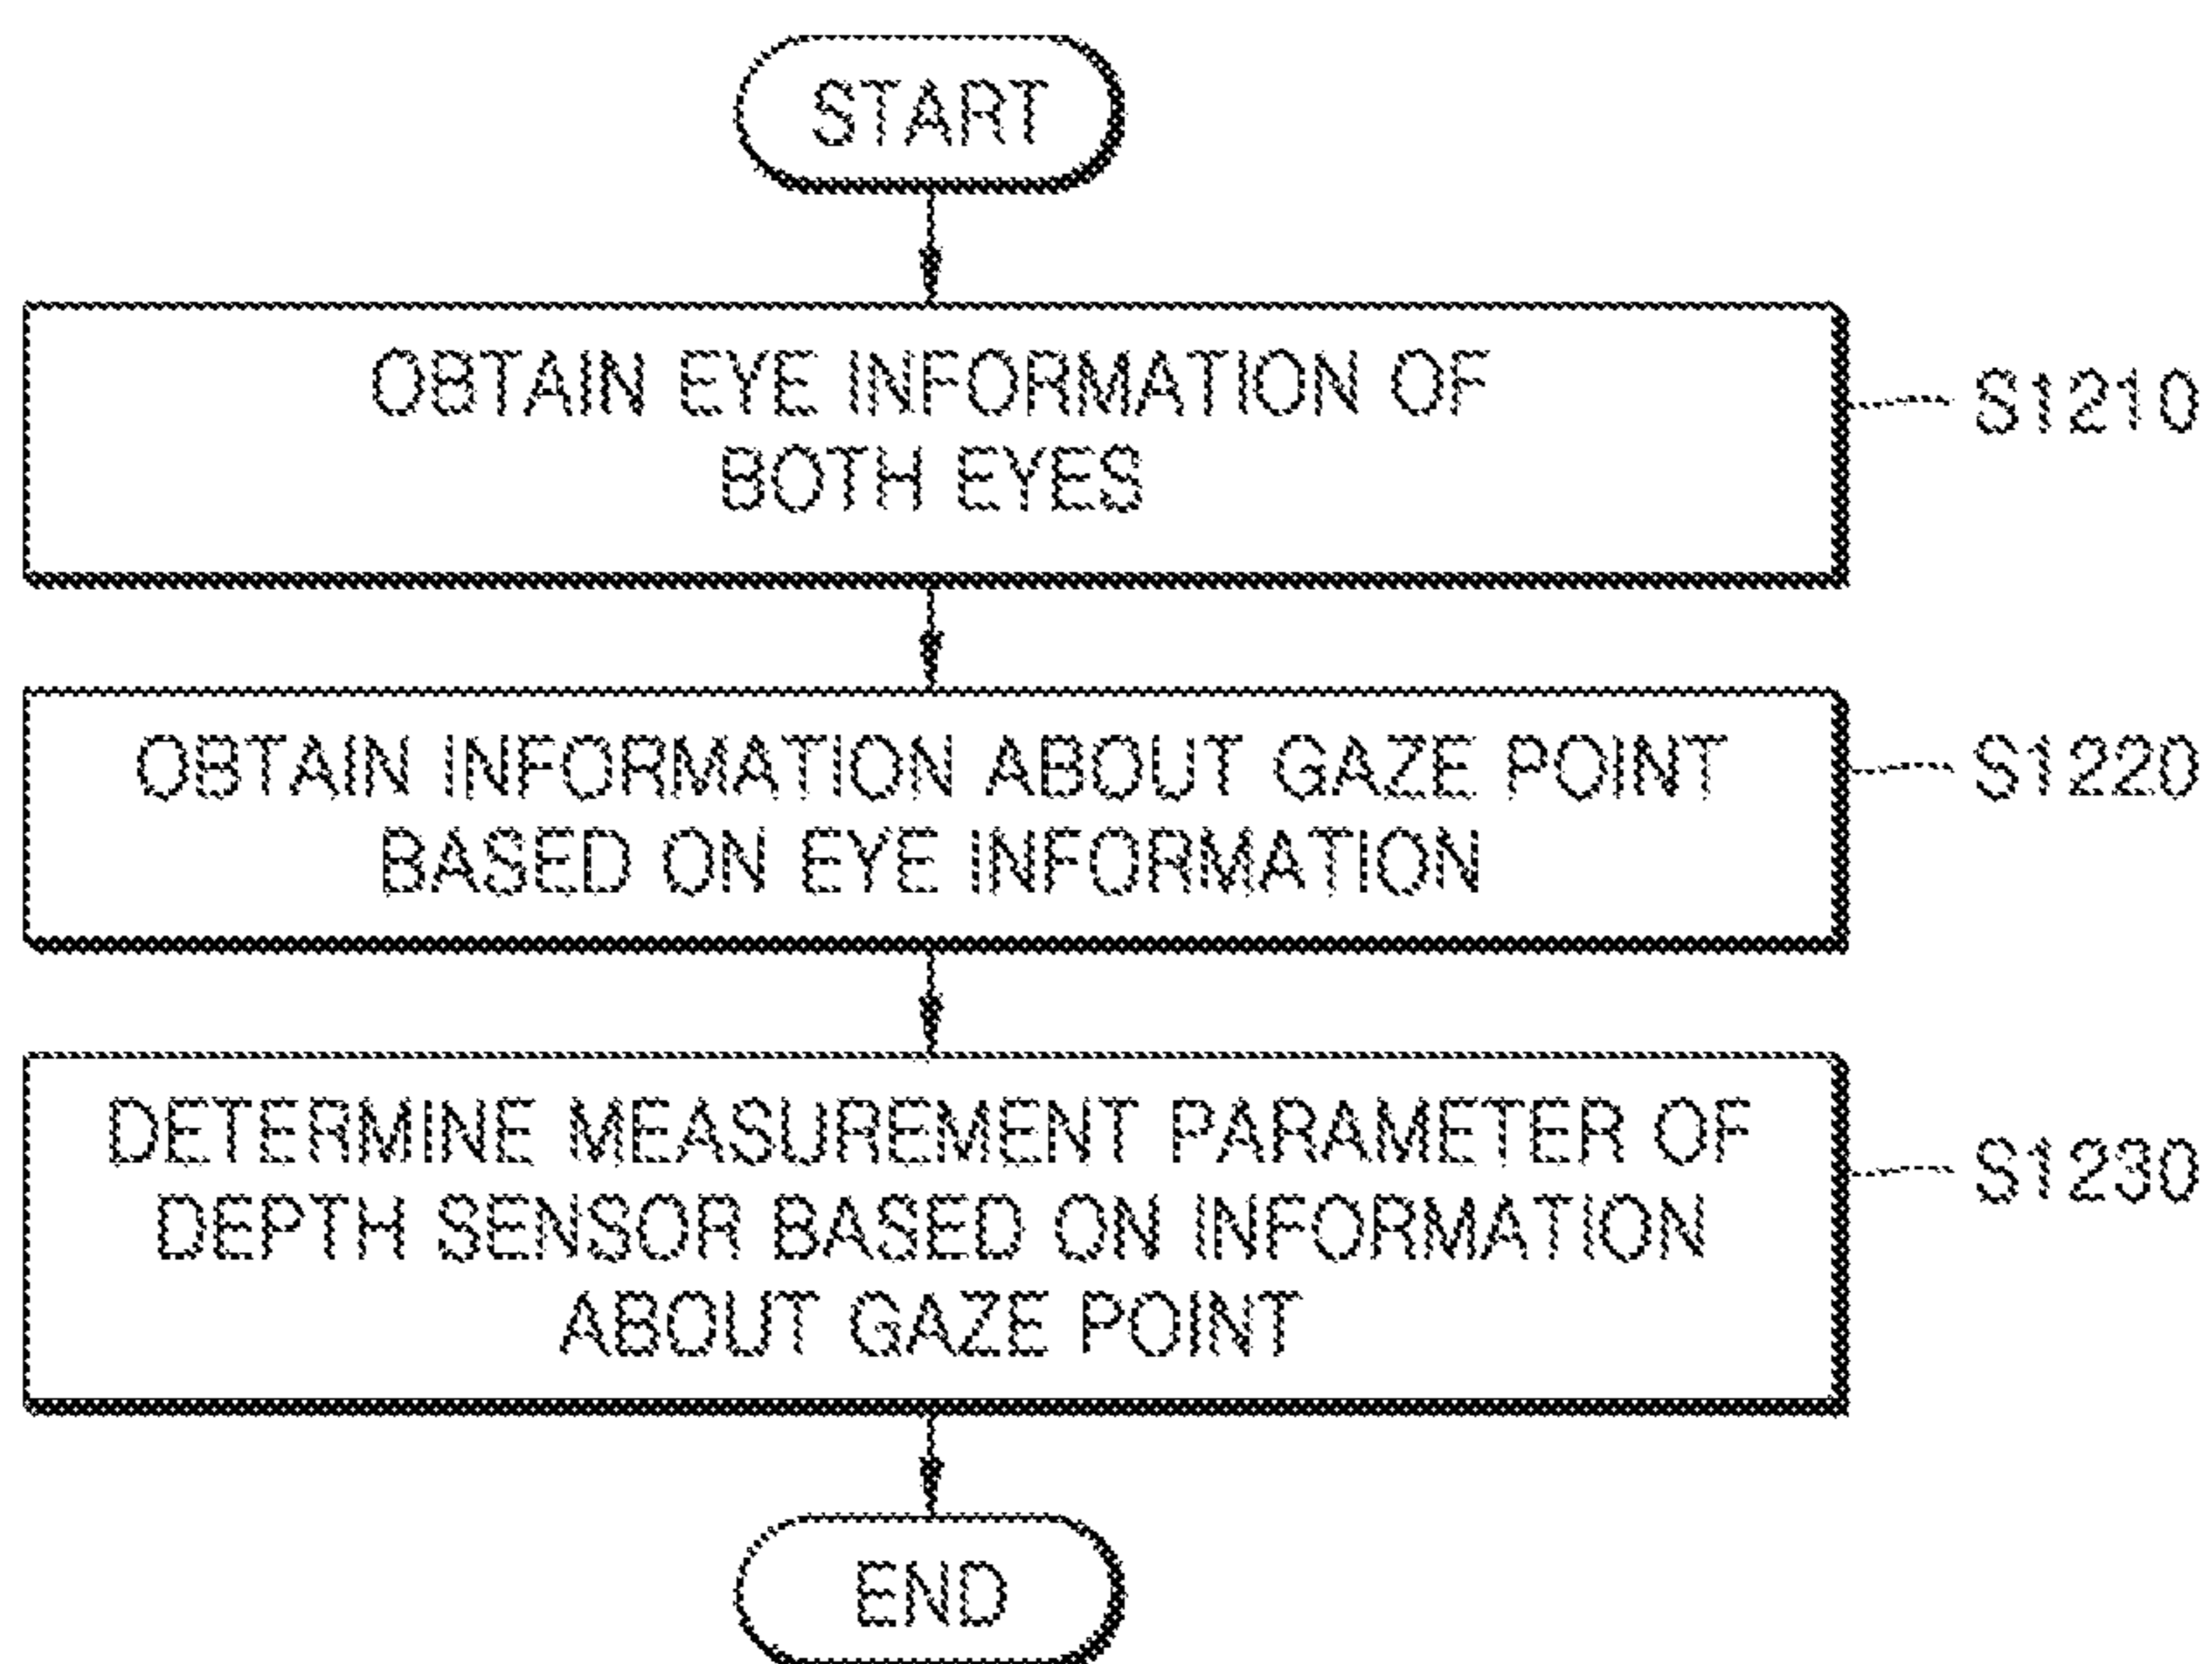 START
OBTAIN EYE INFORMATION OF
BOTH EYES
S1210
OBTAIN INFORMATION ABOUT GAZE POINT
BASED ON EYE INFORMATION
S1220
DETERMINE MEASUREMENT PARAMETER OF
DEPTH SENSOR BASED ON INFORMATION
ABOUT GAZE POINT
S1230
END